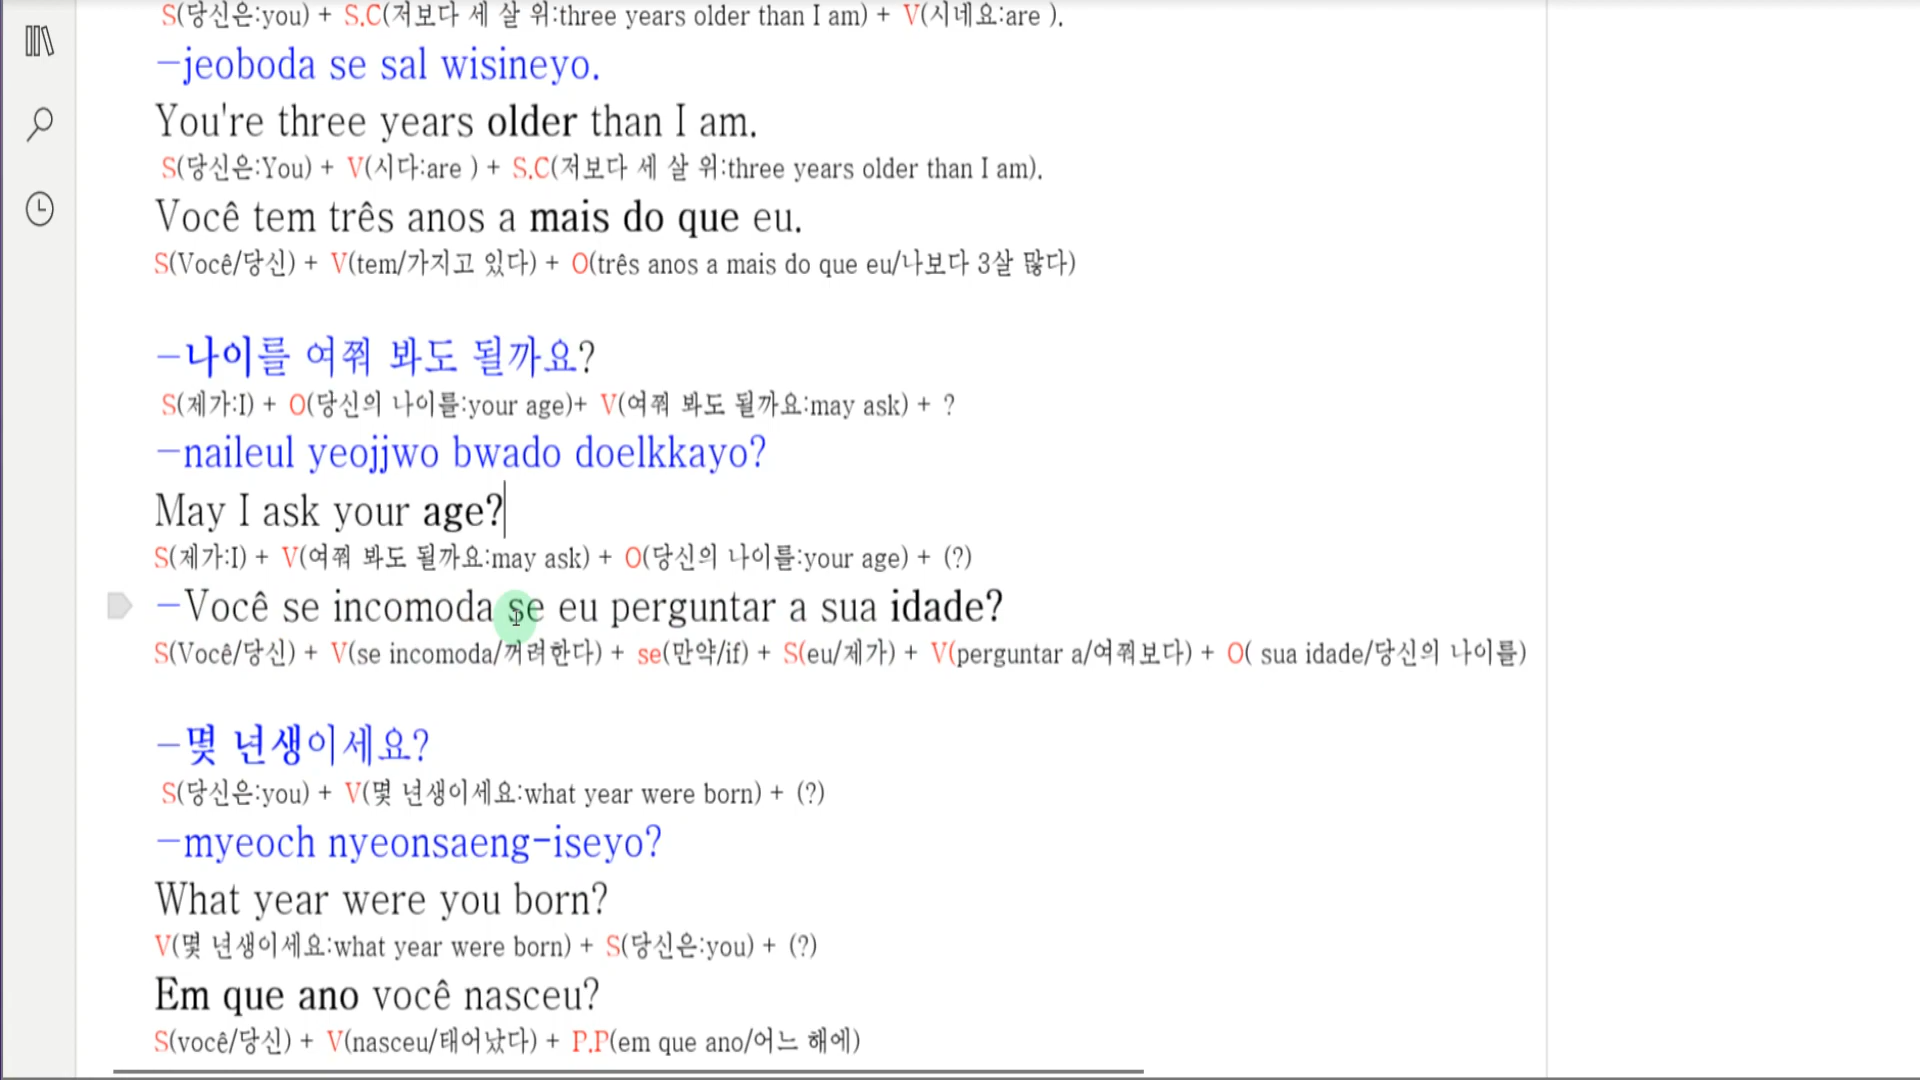 S(당신은:you) + S.C(저보다 세 살 위:three years older than I am) + V(시네요:are ).
－jeoboda se sal wisineyo.
You're three years older than I am.
S(당신은:You) + V(시다:are ) + S.C(저보다 세 살 위:three years older than I am).
Você tem três anos a mais do que eu.
S(Você/당신) + V(tem/가지고 있다) + O(três anos a mais do que eu/나보다 3살 많다)
－나이를 여쭤 봐도 될까요?
S(제가:I) + O(당신의 나이를:your age)+ V(여쭤 봐도 될까요:may ask) + ?
－naileul yeojjwo bwado doelkkayo?
May I ask your age?
S(제가:I) + V(여쭤 봐도 될까요:may ask) + O(당신의 나이를:your age) + (?)
－Você se incomoda se eu perguntar a sua idade?
S(Você/당신) + V(se incomoda/꺼려한다) + se(만약/if) + S(eu/제가) + V(perguntar a/여쭤보다) + O( sua idade/당신의 나이를)
－몇 년생이세요?
S(당신은:you) + V(몇 년생이세요:what year were born) + (?)
－myeoch nyeonsaeng-iseyo?
What year were you born?
V(몇 년생이세요:what year were born) + S(당신은:you) + (?)
Em que ano você nasceu?
S(você/당신) + V(nasceu/태어났다) + P.P(em que ano/어느 해에)